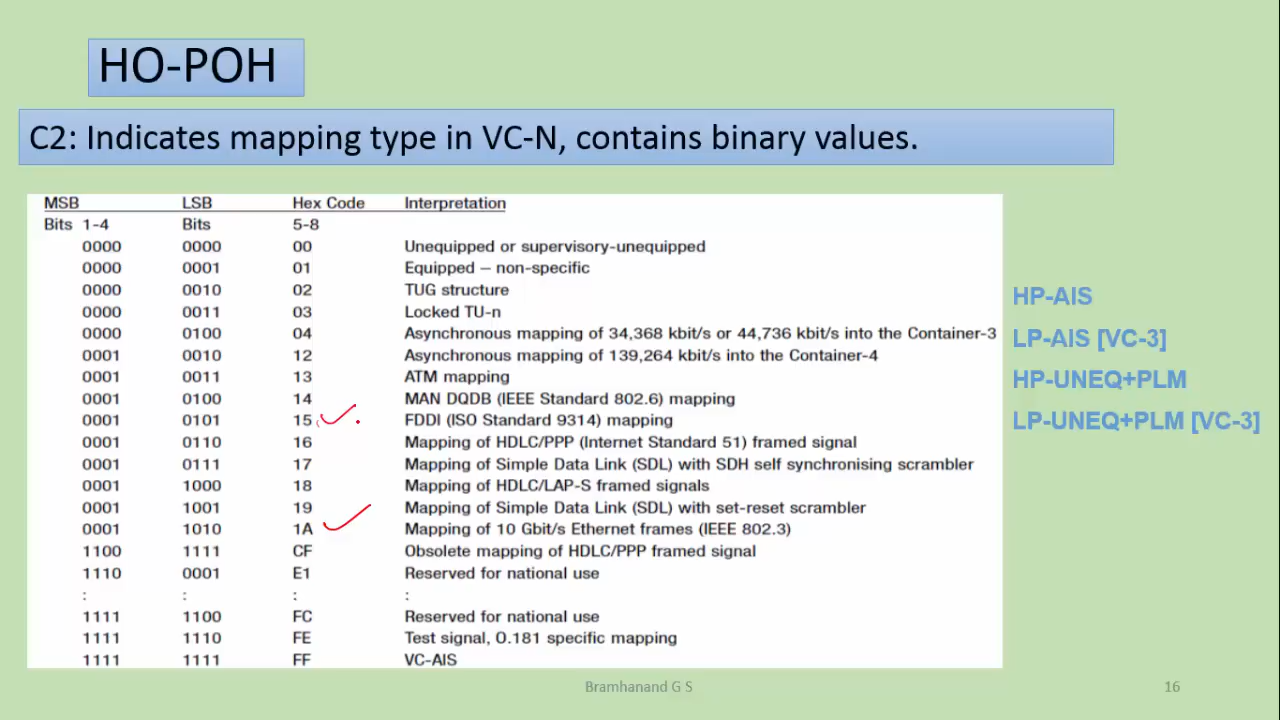 HO-POH
C2: Indicates mapping type in VC-N, contains binary values.
MSB LSB Hex Code Interpretation
Bits 1-4 Bits 5-8
0000 0000 00 Unequipped or supervisory-unequipped
0000 0001 01 Equipped – non-specific
0000 0010 02 TUG structure
0000 0011 03 Locked TU-n
0000 0100 04 Asynchronous mapping of 34,368 kbit/s or 44,736 kbit/s into the Container-3
0001 0010 12 Asynchronous mapping of 139,264 kbit/s into the Container-4
0001 0011 13 ATM mapping
0001 0100 14 MAN DQDB (IEEE Standard 802.6) mapping
0001 0101 15 FDDI (ISO Standard 9314) mapping
0001 0110 16 Mapping of HDLC/PPP (Internet Standard 51) framed signal
0001 0111 17 Mapping of Simple Data Link (SDL) with SDH self synchronising scrambler
0001 1000 18 Mapping of HDLC/LAP-S framed signals
0001 1001 19 Mapping of Simple Data Link (SDL) with set-reset scrambler
0001 1010 1A Mapping of 10 Gbit/s Ethernet frames (IEEE 802.3)
1100 1111 CF Obsolete mapping of HDLC/PPP framed signal
1110 0001 E1 Reserved for national use
: : : :
1111 1100 FC Reserved for national use
1111 1110 FE Test signal, O.181 specific mapping
1111 1111 FF VC-AIS
HP-AIS
LP-AIS [VC-3]
HP-UNEQ+PLM
LP-UNEQ+PLM [VC-3]
Bramhanand G S
16